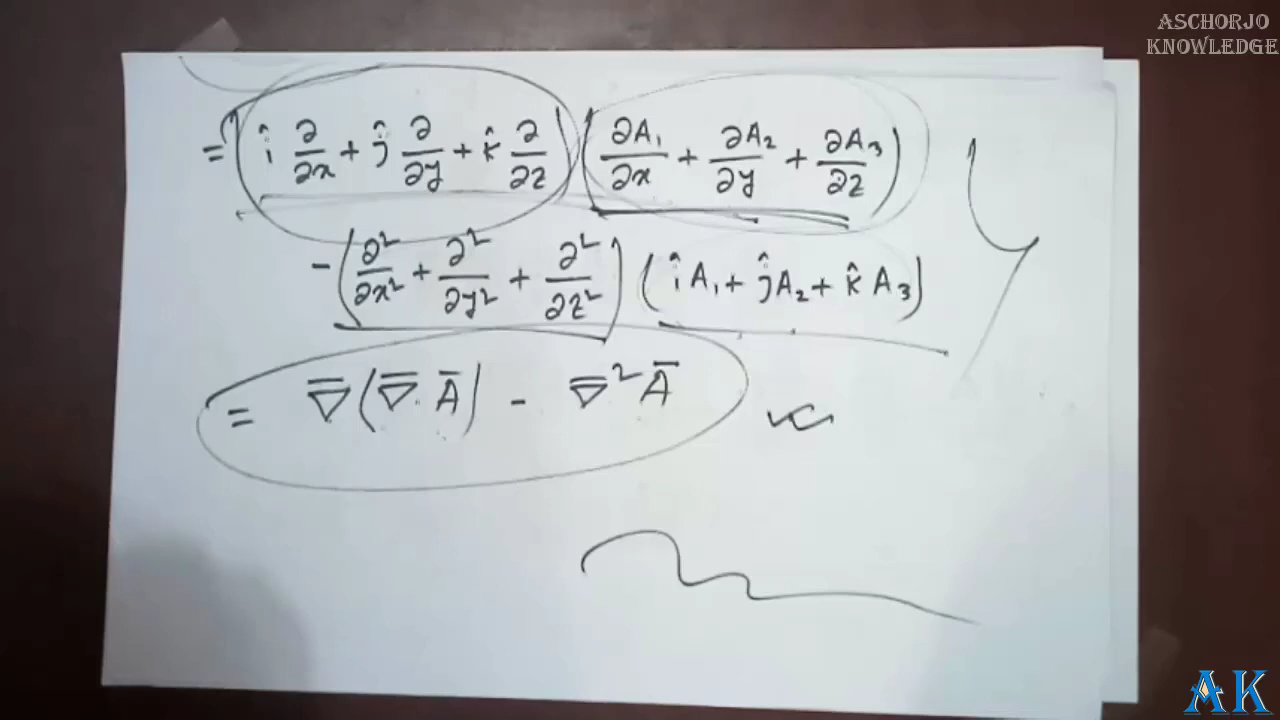 ASCHORJO
KNOWLEDGE
= (î ∂/∂x + ĵ ∂/∂y + k̂ ∂/∂z) (∂A₁/∂x + ∂A₂/∂y + ∂A₃/∂z)
- (∂²/∂x² + ∂²/∂y² + ∂²/∂z²) (îA₁ + ĵA₂ + k̂A₃)
= ∇̄(∇̄.Ā) - ∇̄²Ā
AK